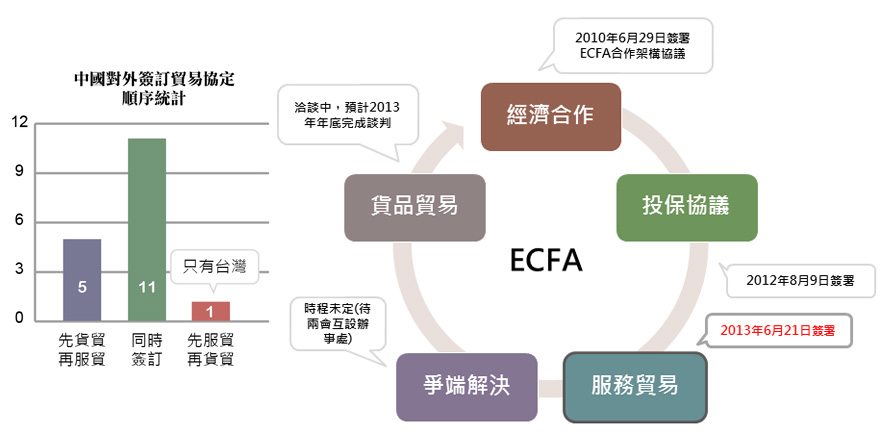 中國對外簽訂貿易協定
順序統計
12
9
6
3
0
5
11
1
只有台灣
先貨貿
再服貿
同時
簽訂
先服貿
再貨貿
2010年6月29日簽署
ECFA合作架構協議
經濟合作
投保協議
2012年8月9日簽署
2013年6月21日簽署
服務貿易
爭端解決
時程未定(待
兩會互設辦
事處)
貨品貿易
洽談中，預計2013
年年底完成談判
ECFA